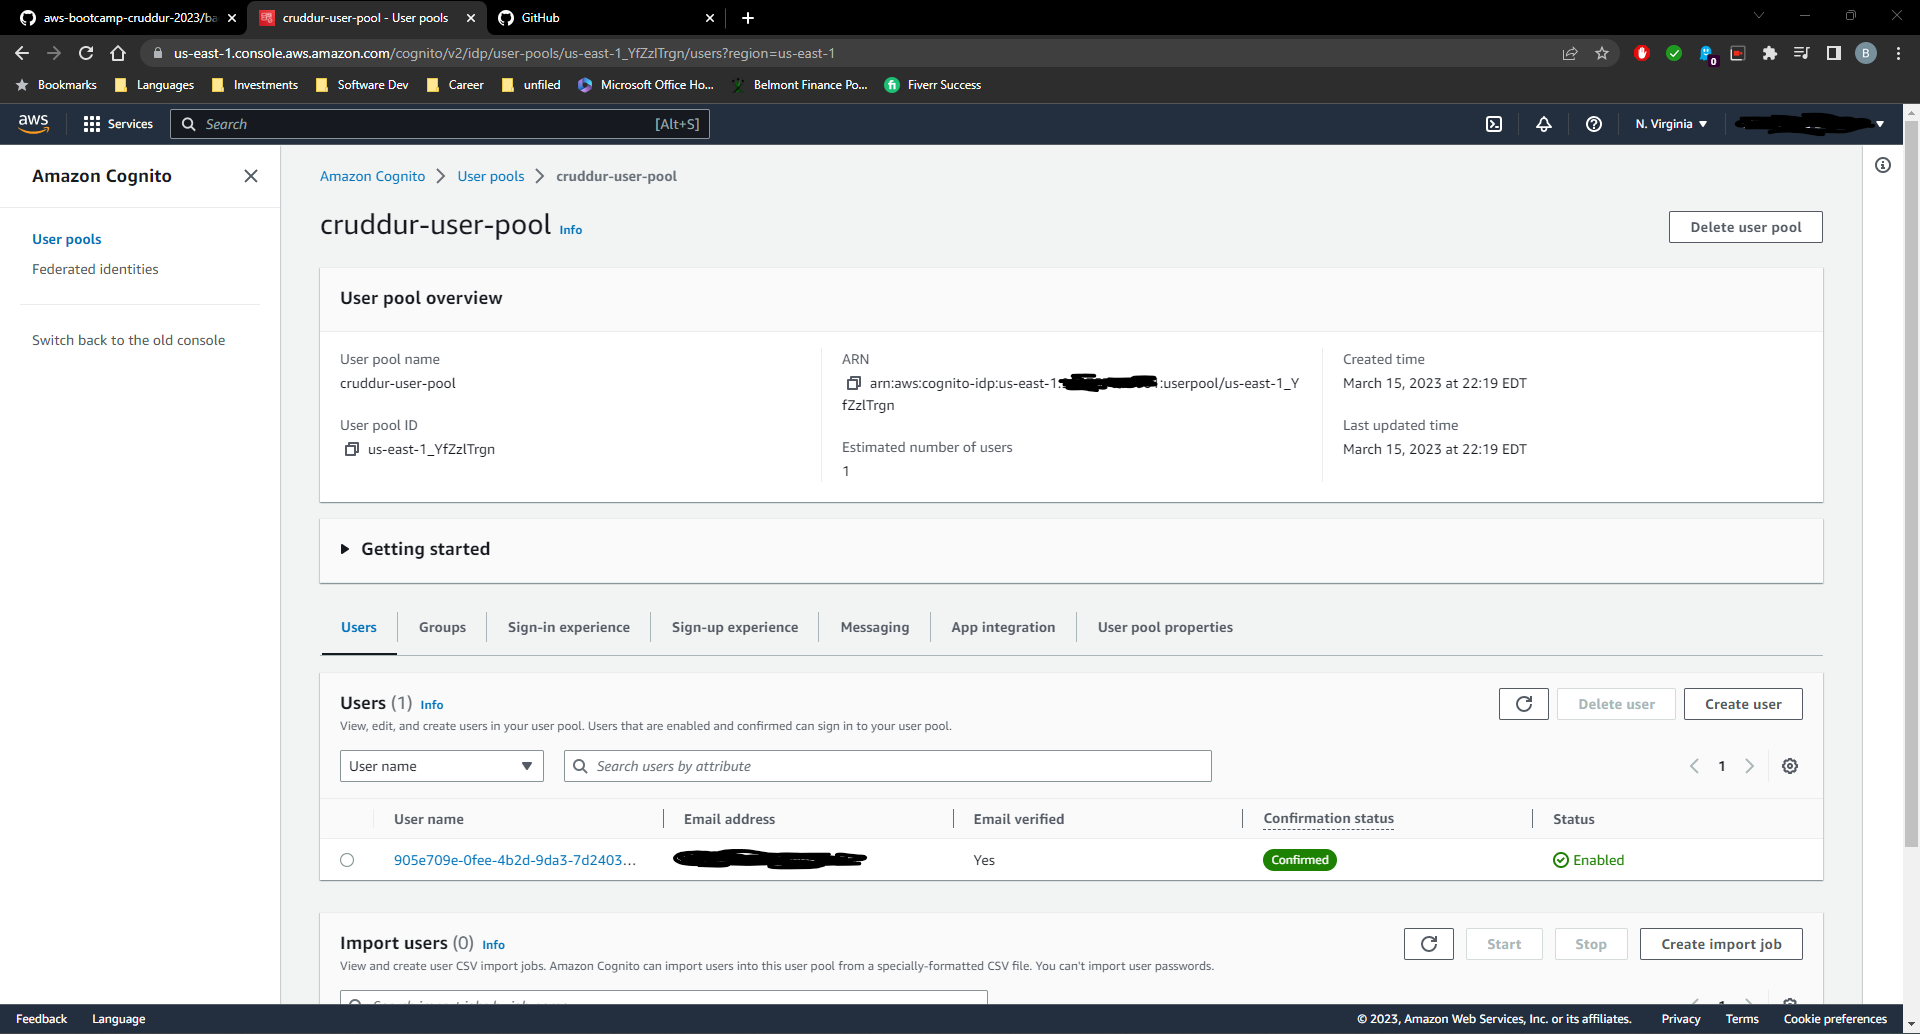 aws-bootcamp-cruddur-2023/ba
cruddur-user-pool - User pools
GitHub
us-east-1.console.aws.amazon.com/cognito/v2/idp/user-pools/us-east-1_YfZzlTrgn/users?region=us-east-1
0
B
Bookmarks
Languages
Investments
Software Dev
Career
unfiled
Microsoft Office Ho...
Belmont Finance Po...
Fiverr Success
aws
Services
Search
[Alt+S]
N. Virginia
Amazon Cognito
User pools
Federated identities
Switch back to the old console
Amazon Cognito
User pools
cruddur-user-pool
cruddur-user-pool Info
Delete user pool
User pool overview
User pool name
cruddur-user-pool
User pool ID
us-east-1_YfZzlTrgn
ARN
arn:aws:cognito-idp:us-east-1: :userpool/us-east-1_Y
fZzlTrgn
Estimated number of users
1
Created time
March 15, 2023 at 22:19 EDT
Last updated time
March 15, 2023 at 22:19 EDT
Getting started
Users
Groups
Sign-in experience
Sign-up experience
Messaging
App integration
User pool properties
Users (1) Info
View, edit, and create users in your user pool. Users that are enabled and confirmed can sign in to your user pool.
Delete user
Create user
User name
Search users by attribute
1
User name
Email address
Email verified
Confirmation status
Status
905e709e-0fee-4b2d-9da3-7d2403...
Yes
Confirmed
Enabled
Import users (0) Info
View and create user CSV import jobs. Amazon Cognito can import users into this user pool from a specially-formatted CSV file. You can't import user passwords.
Start
Stop
Create import job
Feedback
Language
© 2023, Amazon Web Services, Inc. or its affiliates.
Privacy
Terms
Cookie preferences